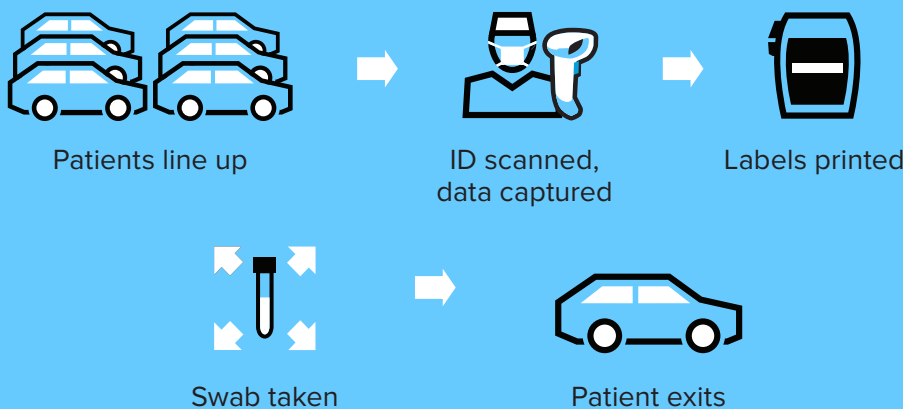 Patients line up
ID scanned,
data captured
Labels printed
Swab taken
Patient exits